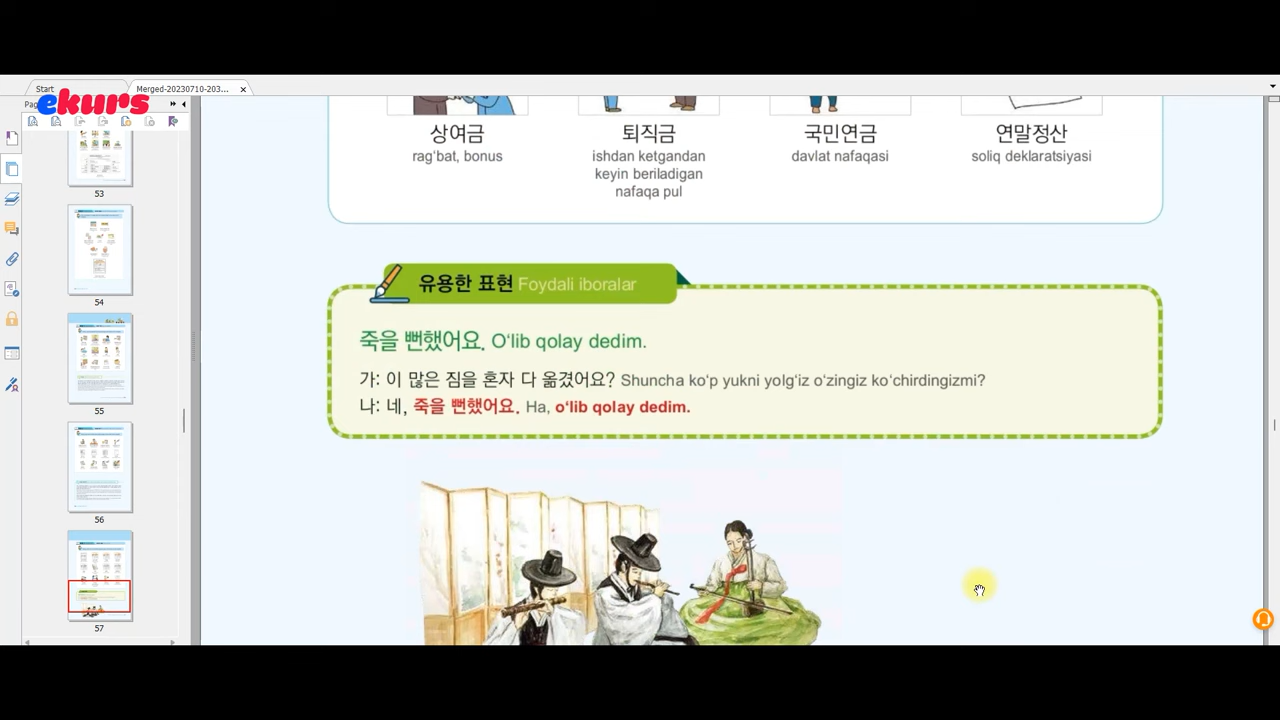 Start
Merged-20230710-203...
Pa
ekurs
53
54
55
56
57
상여금
rag'bat, bonus
퇴직금
ishdan ketgandan
keyin beriladigan
nafaqa pul
국민연금
davlat nafaqasi
연말정산
soliq deklaratsiyasi
유용한 표현 Foydali iboralar
죽을 뻔했어요. O'lib qolay dedim.
가: 이 많은 짐을 혼자 다 옮겼어요? Shuncha ko'p yukni yolg'iz o'zingiz ko'chirdingizmi?
나: 네, 죽을 뻔했어요. Ha, o'lib qolay dedim.